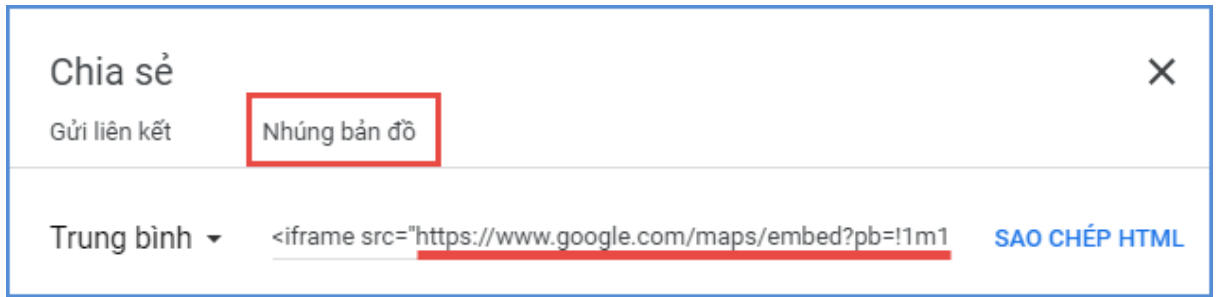 Chia sẻ
Gửi liên kết Nhúng bản đồ
Trung bình <iframe src="https://www.google.com/maps/embed?pb=!1m1 SAO CHÉP HTML